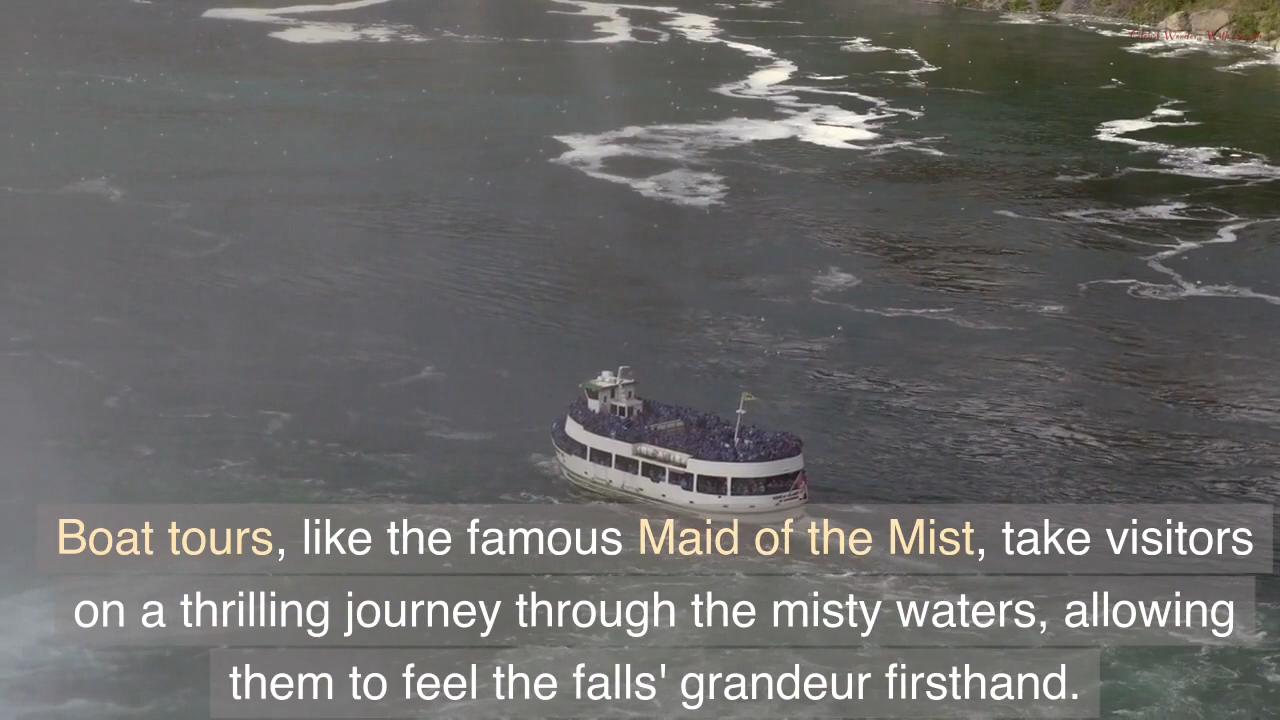 Boat tours, like the famous Maid of the Mist, take visitors
on a thrilling journey through the misty waters, allowing
them to feel the falls' grandeur firsthand.